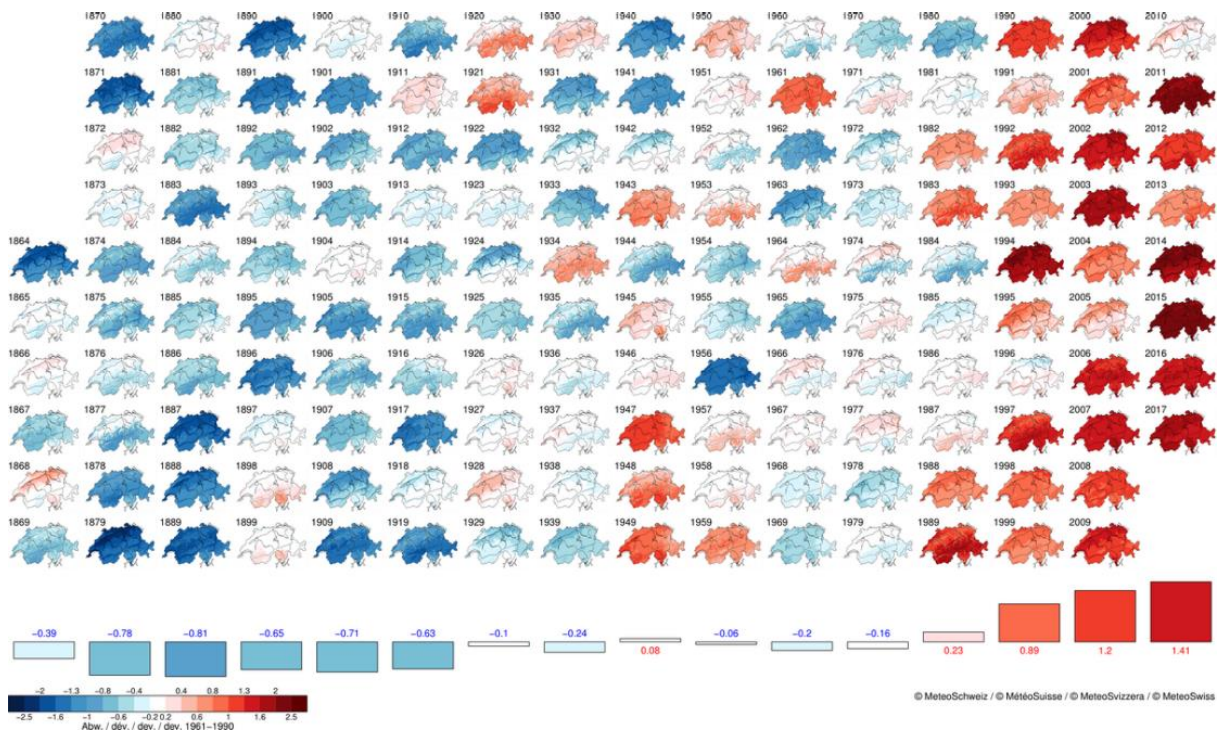 1870 1880 1890 1900 1910 1920 1930 1940 1950 1960 1970 1980 1990 2000 2010
1871 1881 1891 1901 1911 1921 1931 1941 1951 1961 1971 1981 1991 2001 2011
1872 1882 1892 1902 1912 1922 1932 1942 1952 1962 1972 1982 1992 2002 2012
1873 1883 1893 1903 1913 1923 1933 1943 1953 1963 1973 1983 1993 2003 2013
1864 1874 1884 1894 1904 1914 1924 1934 1944 1954 1964 1974 1984 1994 2004 2014
1865 1875 1885 1895 1905 1915 1925 1935 1945 1955 1965 1975 1985 1995 2005 2015
1866 1876 1886 1896 1906 1916 1926 1936 1946 1956 1966 1976 1986 1996 2006 2016
1867 1877 1887 1897 1907 1917 1927 1937 1947 1957 1967 1977 1987 1997 2007 2017
1868 1878 1888 1898 1908 1918 1928 1938 1948 1958 1968 1978 1988 1998 2008
1869 1879 1889 1899 1909 1919 1929 1939 1949 1959 1969 1979 1989 1999 2009
−0.39 −0.78 −0.81 −0.65 −0.71 −0.63 −0.1 −0.24 0.08 −0.06 −0.2 −0.16 0.23 0.89 1.2 1.41
−2 −1.3 −0.8 −0.4 0.4 0.8 1.3 2
−2.5 −1.6 −1 −0.6 −0.2 0.2 0.6 1 1.6 2.5
Abw. / dév. / dev. / dev. 1961−1990
© MeteoSchweiz / © MétéoSuisse / © MeteoSvizzera / © MeteoSwiss